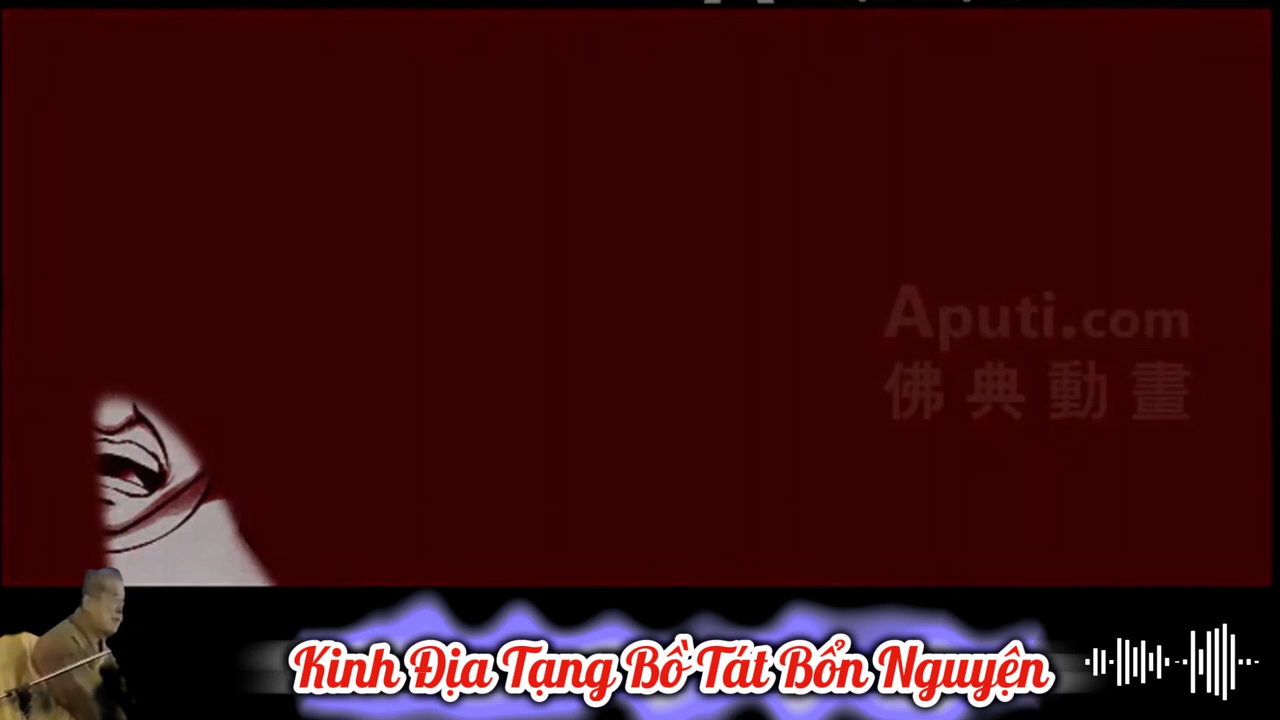 Aputi.com
佛典動畫
Kinh Địa Tạng Bồ Tát Bổn Nguyện